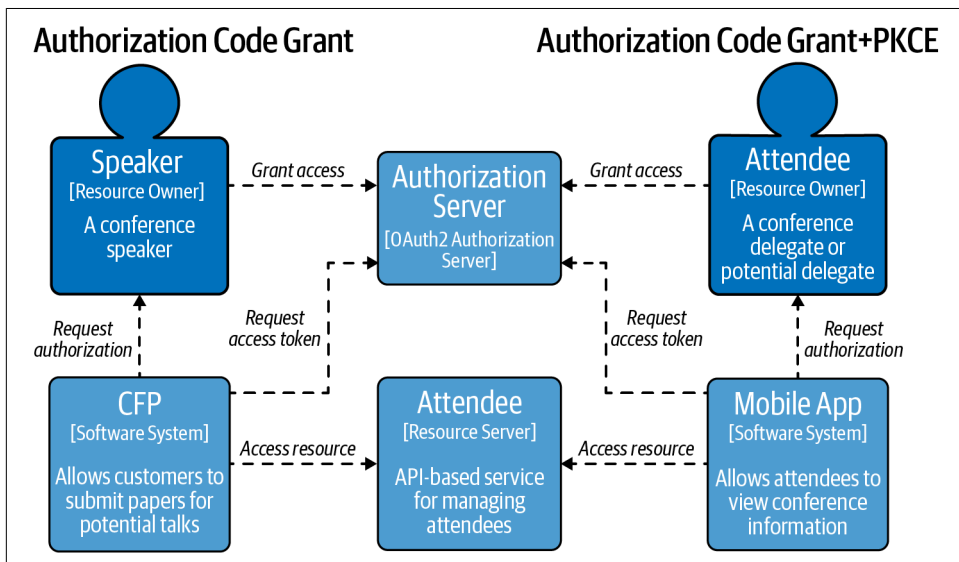 Authorization Code Grant
Authorization Code Grant+PKCE
Speaker
[Resource Owner]
A conference
speaker
Grant access
Authorization
Server
[OAuth2 Authorization
Server]
Grant access
Attendee
[Resource Owner]
A conference
delegate or
potential delegate
Request
authorization
Request
access token
Request
access token
Request
authorization
CFP
[Software System]
Allows customers to
submit papers for
potential talks
Access resource
Attendee
[Resource Server]
API-based service
for managing
attendees
Access resource
Mobile App
[Software System]
Allows attendees to
view conference
information